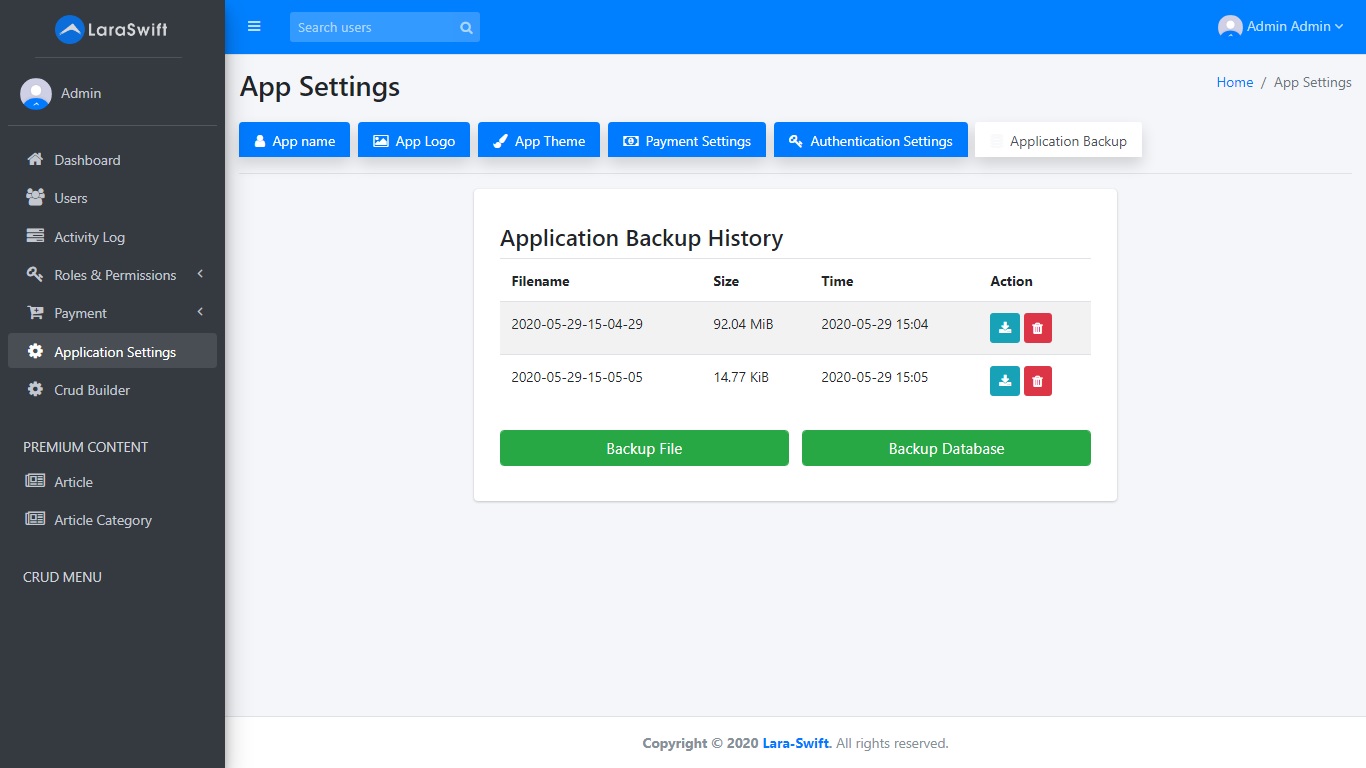 LaraSwift
Search users
Admin Admin
Admin
App Settings
Home / App Settings
App name
App Logo
App Theme
Payment Settings
Authentication Settings
Application Backup
Dashboard
Users
Activity Log
Roles & Permissions
Payment
Application Settings
Crud Builder
PREMIUM CONTENT
Article
Article Category
CRUD MENU
Application Backup History
Filename Size Time Action
2020-05-29-15-04-29 92.04 MiB 2020-05-29 15:04
2020-05-29-15-05-05 14.77 KiB 2020-05-29 15:05
Backup File
Backup Database
Copyright © 2020 Lara-Swift. All rights reserved.